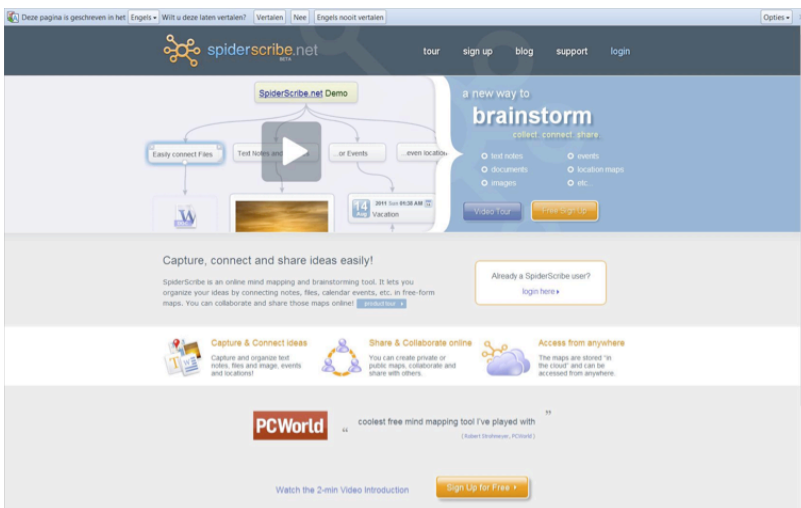 Deze pagina is geschreven in het Engels Wilt u deze laten vertalen? Vertalen Nee Engels nooit vertalen Opties
spiderscribe.net
BETA
tour sign up blog support login
SpiderScribe.net Demo
a new way to
brainstorm
collect. connect. share.
Easily connect Files
Text Notes and
...or Events
...even location
text notes
events
documents
location maps
images
etc...
14 Aug
2011 Sun 01:30 AM
Vacation
W
Video Tour
Free Sign Up
Capture, connect and share ideas easily!
SpiderScribe is an online mind mapping and brainstorming tool. It lets you
organize your ideas by connecting notes, files, calendar events, etc. in free-form
maps. You can collaborate and share those maps online! product tour
Already a SpiderScribe user?
login here
Capture & Connect ideas
Capture and organize text
notes, files and image, events
and locations!
Share & Collaborate online
You can create private or
public maps, collaborate and
share with others.
Access from anywhere
The maps are stored "in
the cloud" and can be
accessed from anywhere.
PCWorld
“ coolest free mind mapping tool I've played with ”
[Robert Strohmeyer, PCWorld]
Watch the 2-min Video Introduction
Sign Up for Free